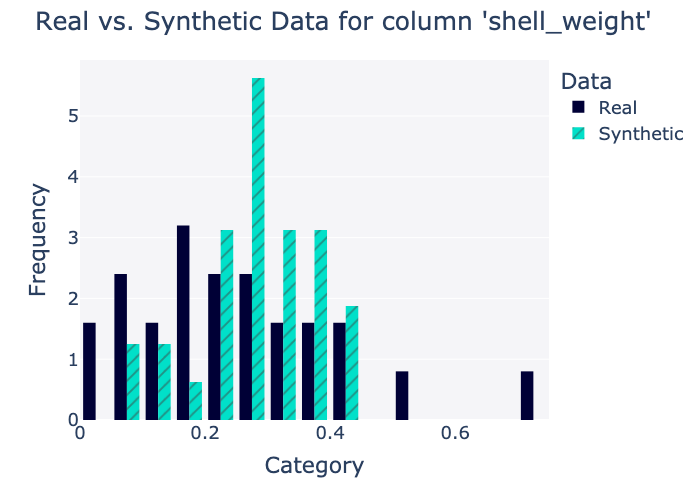 Real vs. Synthetic Data for column 'shell_weight'
Data
Real
Synthetic
5
4
3
2
1
0
Frequency
0
0.2
0.4
0.6
Category